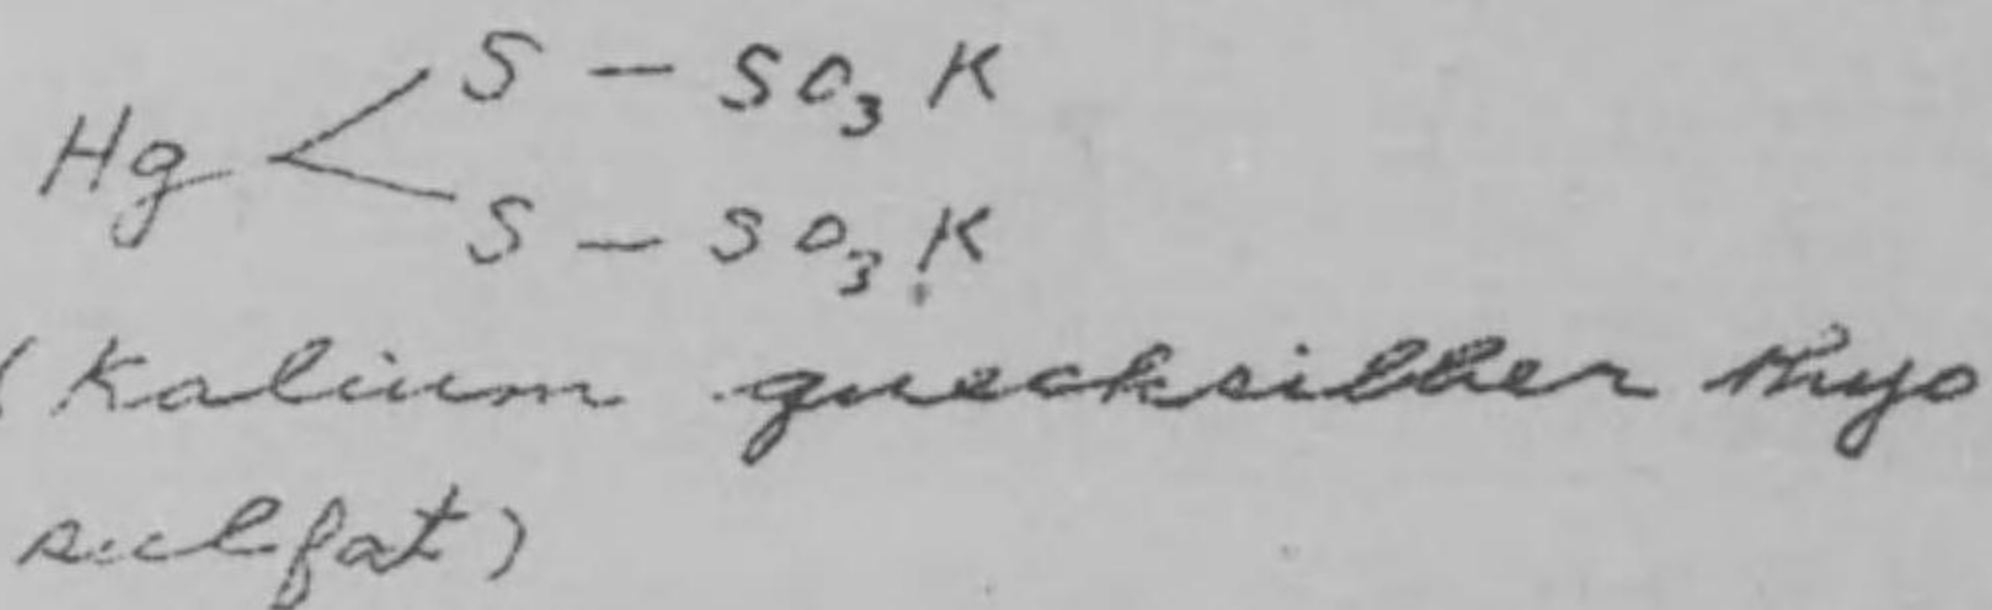 S – SO₃ K
Hg <
S – SO₃ K
(Kalium quecksilber thyo
sulfat)